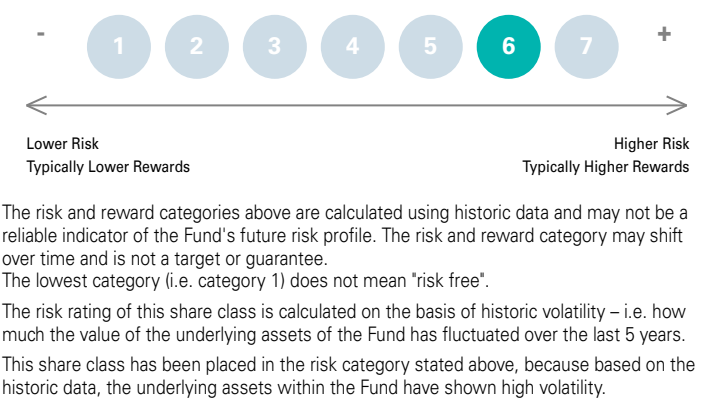 - 1 2 3 4 5 6 7 +
Lower Risk Higher Risk
Typically Lower Rewards Typically Higher Rewards
The risk and reward categories above are calculated using historic data and may not be a
reliable indicator of the Fund's future risk profile. The risk and reward category may shift
over time and is not a target or guarantee.
The lowest category (i.e. category 1) does not mean "risk free".
The risk rating of this share class is calculated on the basis of historic volatility – i.e. how
much the value of the underlying assets of the Fund has fluctuated over the last 5 years.
This share class has been placed in the risk category stated above, because based on the
historic data, the underlying assets within the Fund have shown high volatility.